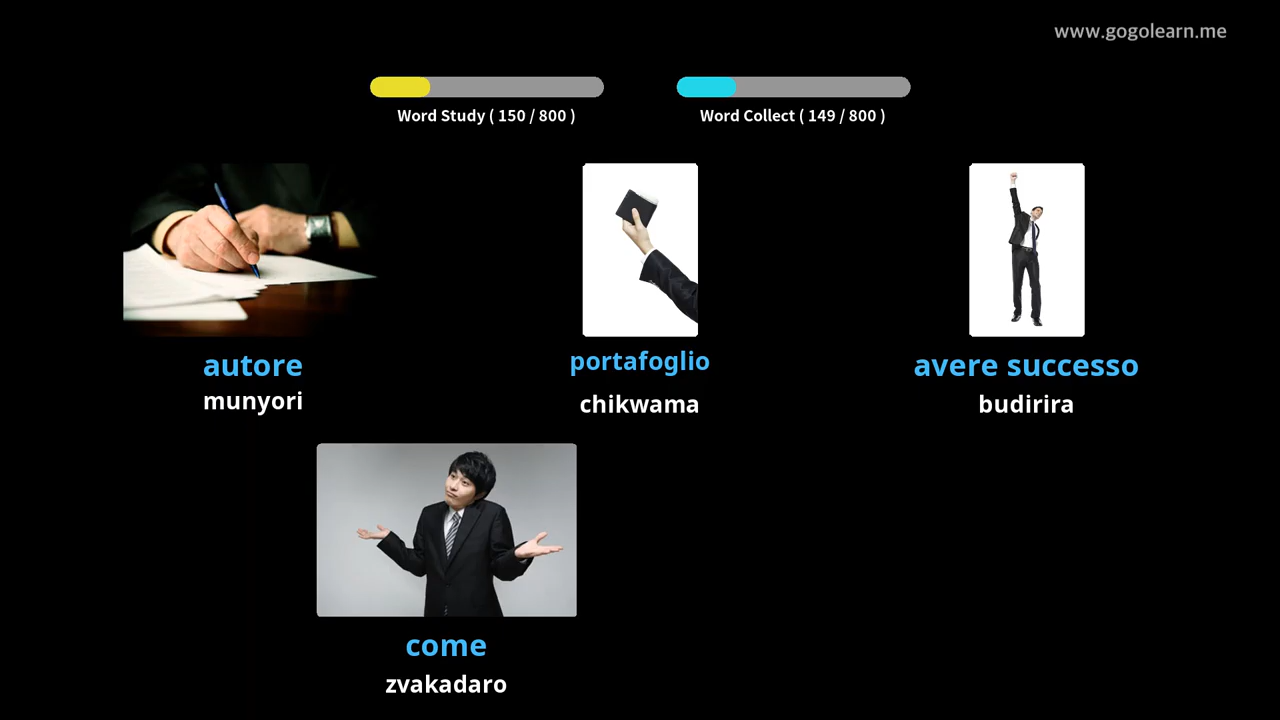 www.gogolearn.me
Word Study ( 150 / 800 )
Word Collect ( 149 / 800 )
autore
munyori
portafoglio
chikwama
avere successo
budirira
come
zvakadaro